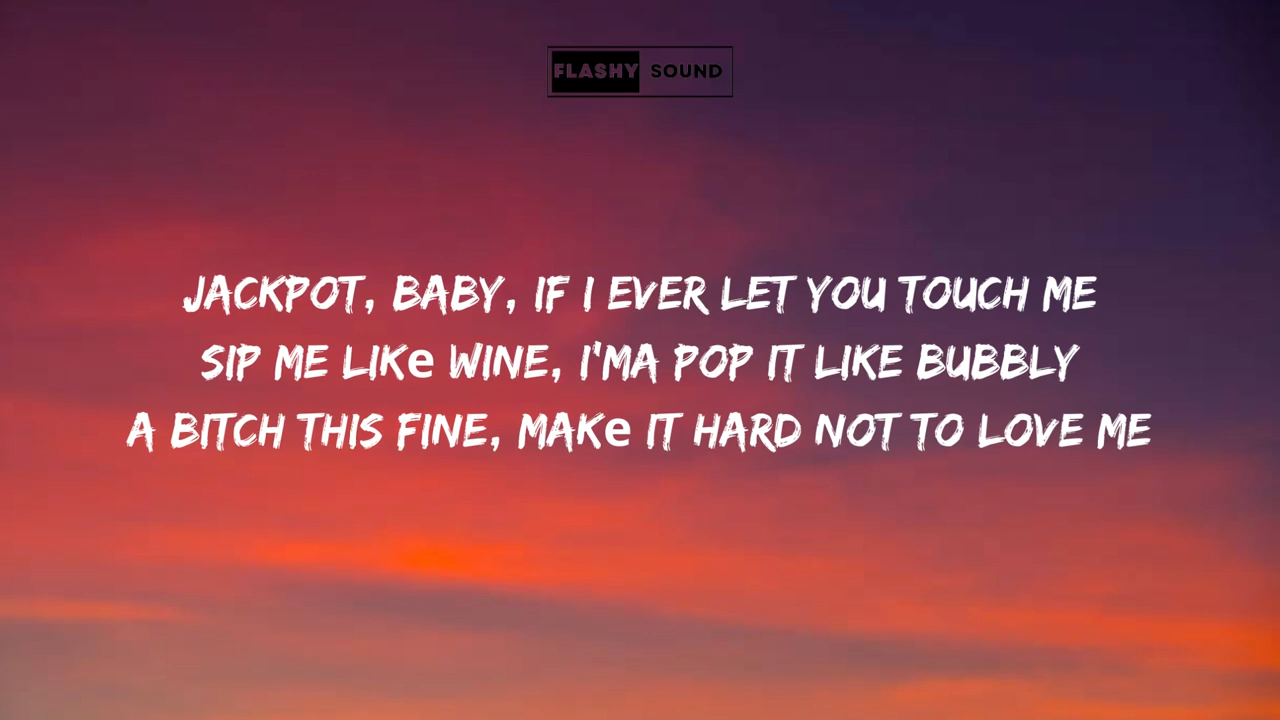 FLASHY SOUND
JACKPOT, BABY, IF I EVER LET YOU TOUCH ME
SIP ME LIKe WINE, I'MA POP IT LIKE BUBBLY
A BITCH THIS FINE, MAKe IT HARD NOT TO LOVE ME